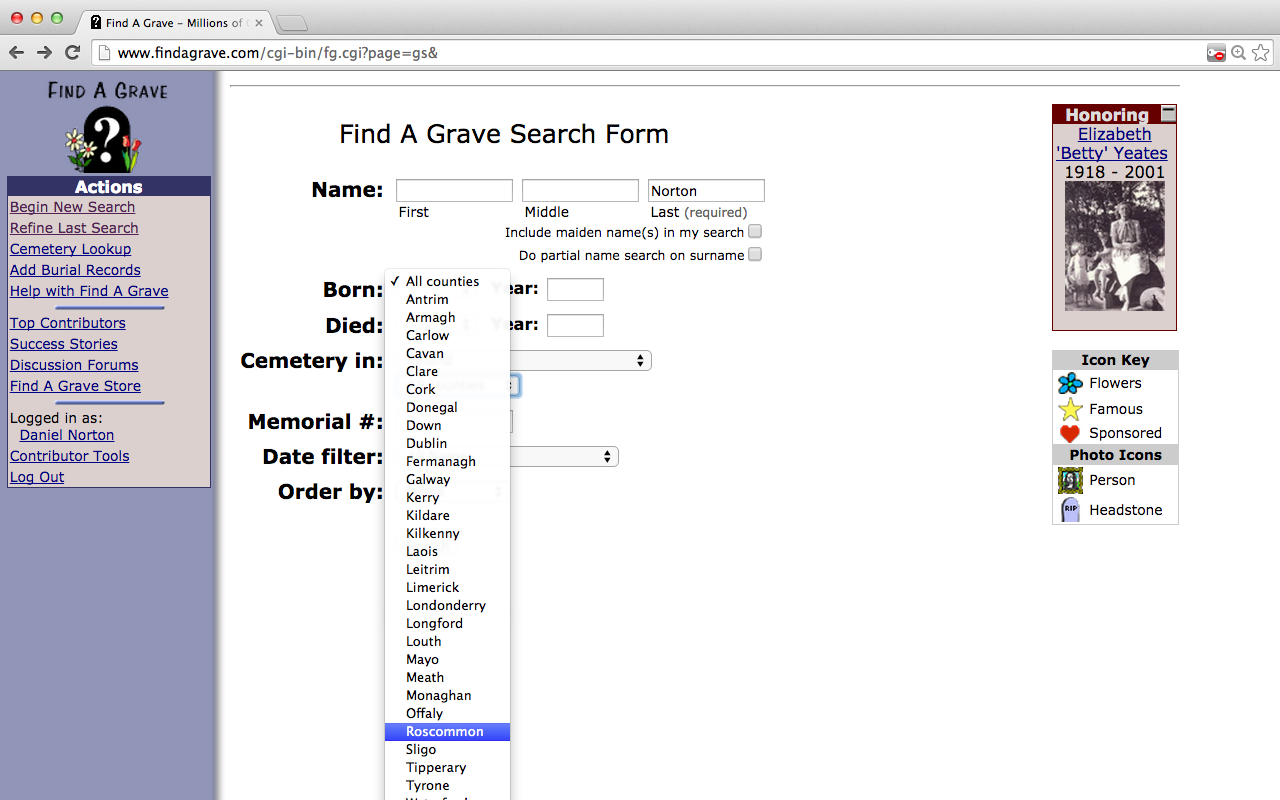 Find A Grave – Millions of
www.findagrave.com/cgi-bin/fg.cgi?page=gs&
FIND A GRAVE
?
Actions
Begin New Search
Refine Last Search
Cemetery Lookup
Add Burial Records
Help with Find A Grave
Top Contributors
Success Stories
Discussion Forums
Find A Grave Store
Logged in as:
Daniel Norton
Contributor Tools
Log Out
Find A Grave Search Form
Name: Norton
First Middle Last (required)
Include maiden name(s) in my search
Do partial name search on surname
Born: Year:
Died: Year:
Cemetery in:
Memorial #:
Date filter:
Order by:
✓ All counties
Antrim
Armagh
Carlow
Cavan
Clare
Cork
Donegal
Down
Dublin
Fermanagh
Galway
Kerry
Kildare
Kilkenny
Laois
Leitrim
Limerick
Londonderry
Longford
Louth
Mayo
Meath
Monaghan
Offaly
Roscommon
Sligo
Tipperary
Tyrone
Honoring
Elizabeth
'Betty' Yeates
1918 - 2001
Icon Key
Flowers
Famous
Sponsored
Photo Icons
Person
RIP Headstone